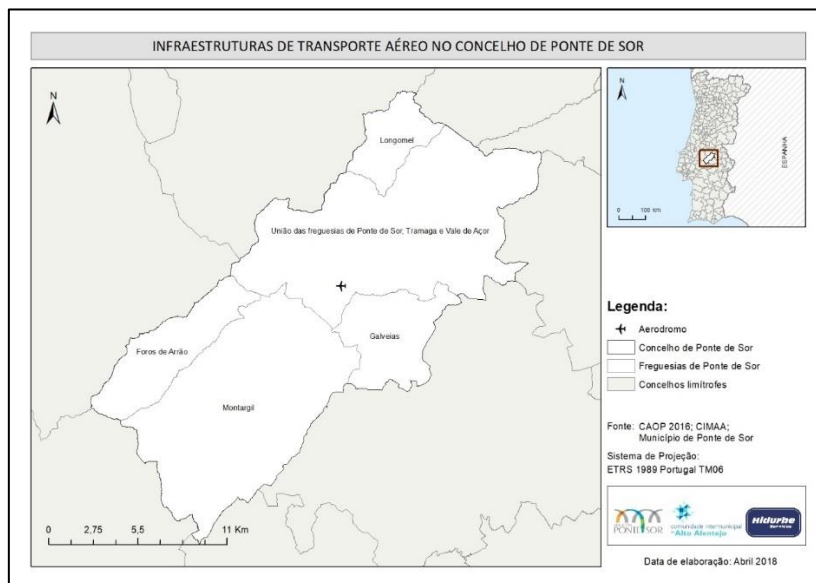 INFRAESTRUTURAS DE TRANSPORTE AÉREO NO CONCELHO DE PONTE DE SOR
N
Longomel
União das freguesias de Ponte de Sor, Tramaga e Vale de Açor
Galveias
Foros de Arrão
Montargil
0 2,75 5,5 11 Km
N
ESPANHA
0 100 Km
Legenda:
Aerodromo
Concelho de Ponte de Sor
Freguesias de Ponte de Sor
Concelhos limítrofes
Fonte: CAOP 2016; CIMAA;
Município de Ponte de Sor
Sistema de Projeção:
ETRS 1989 Portugal TM06
PONTE SOR
comunidade intermunicipal
do Alto Alentejo
Hidurbe
Serviços
Data de elaboração: Abril 2018